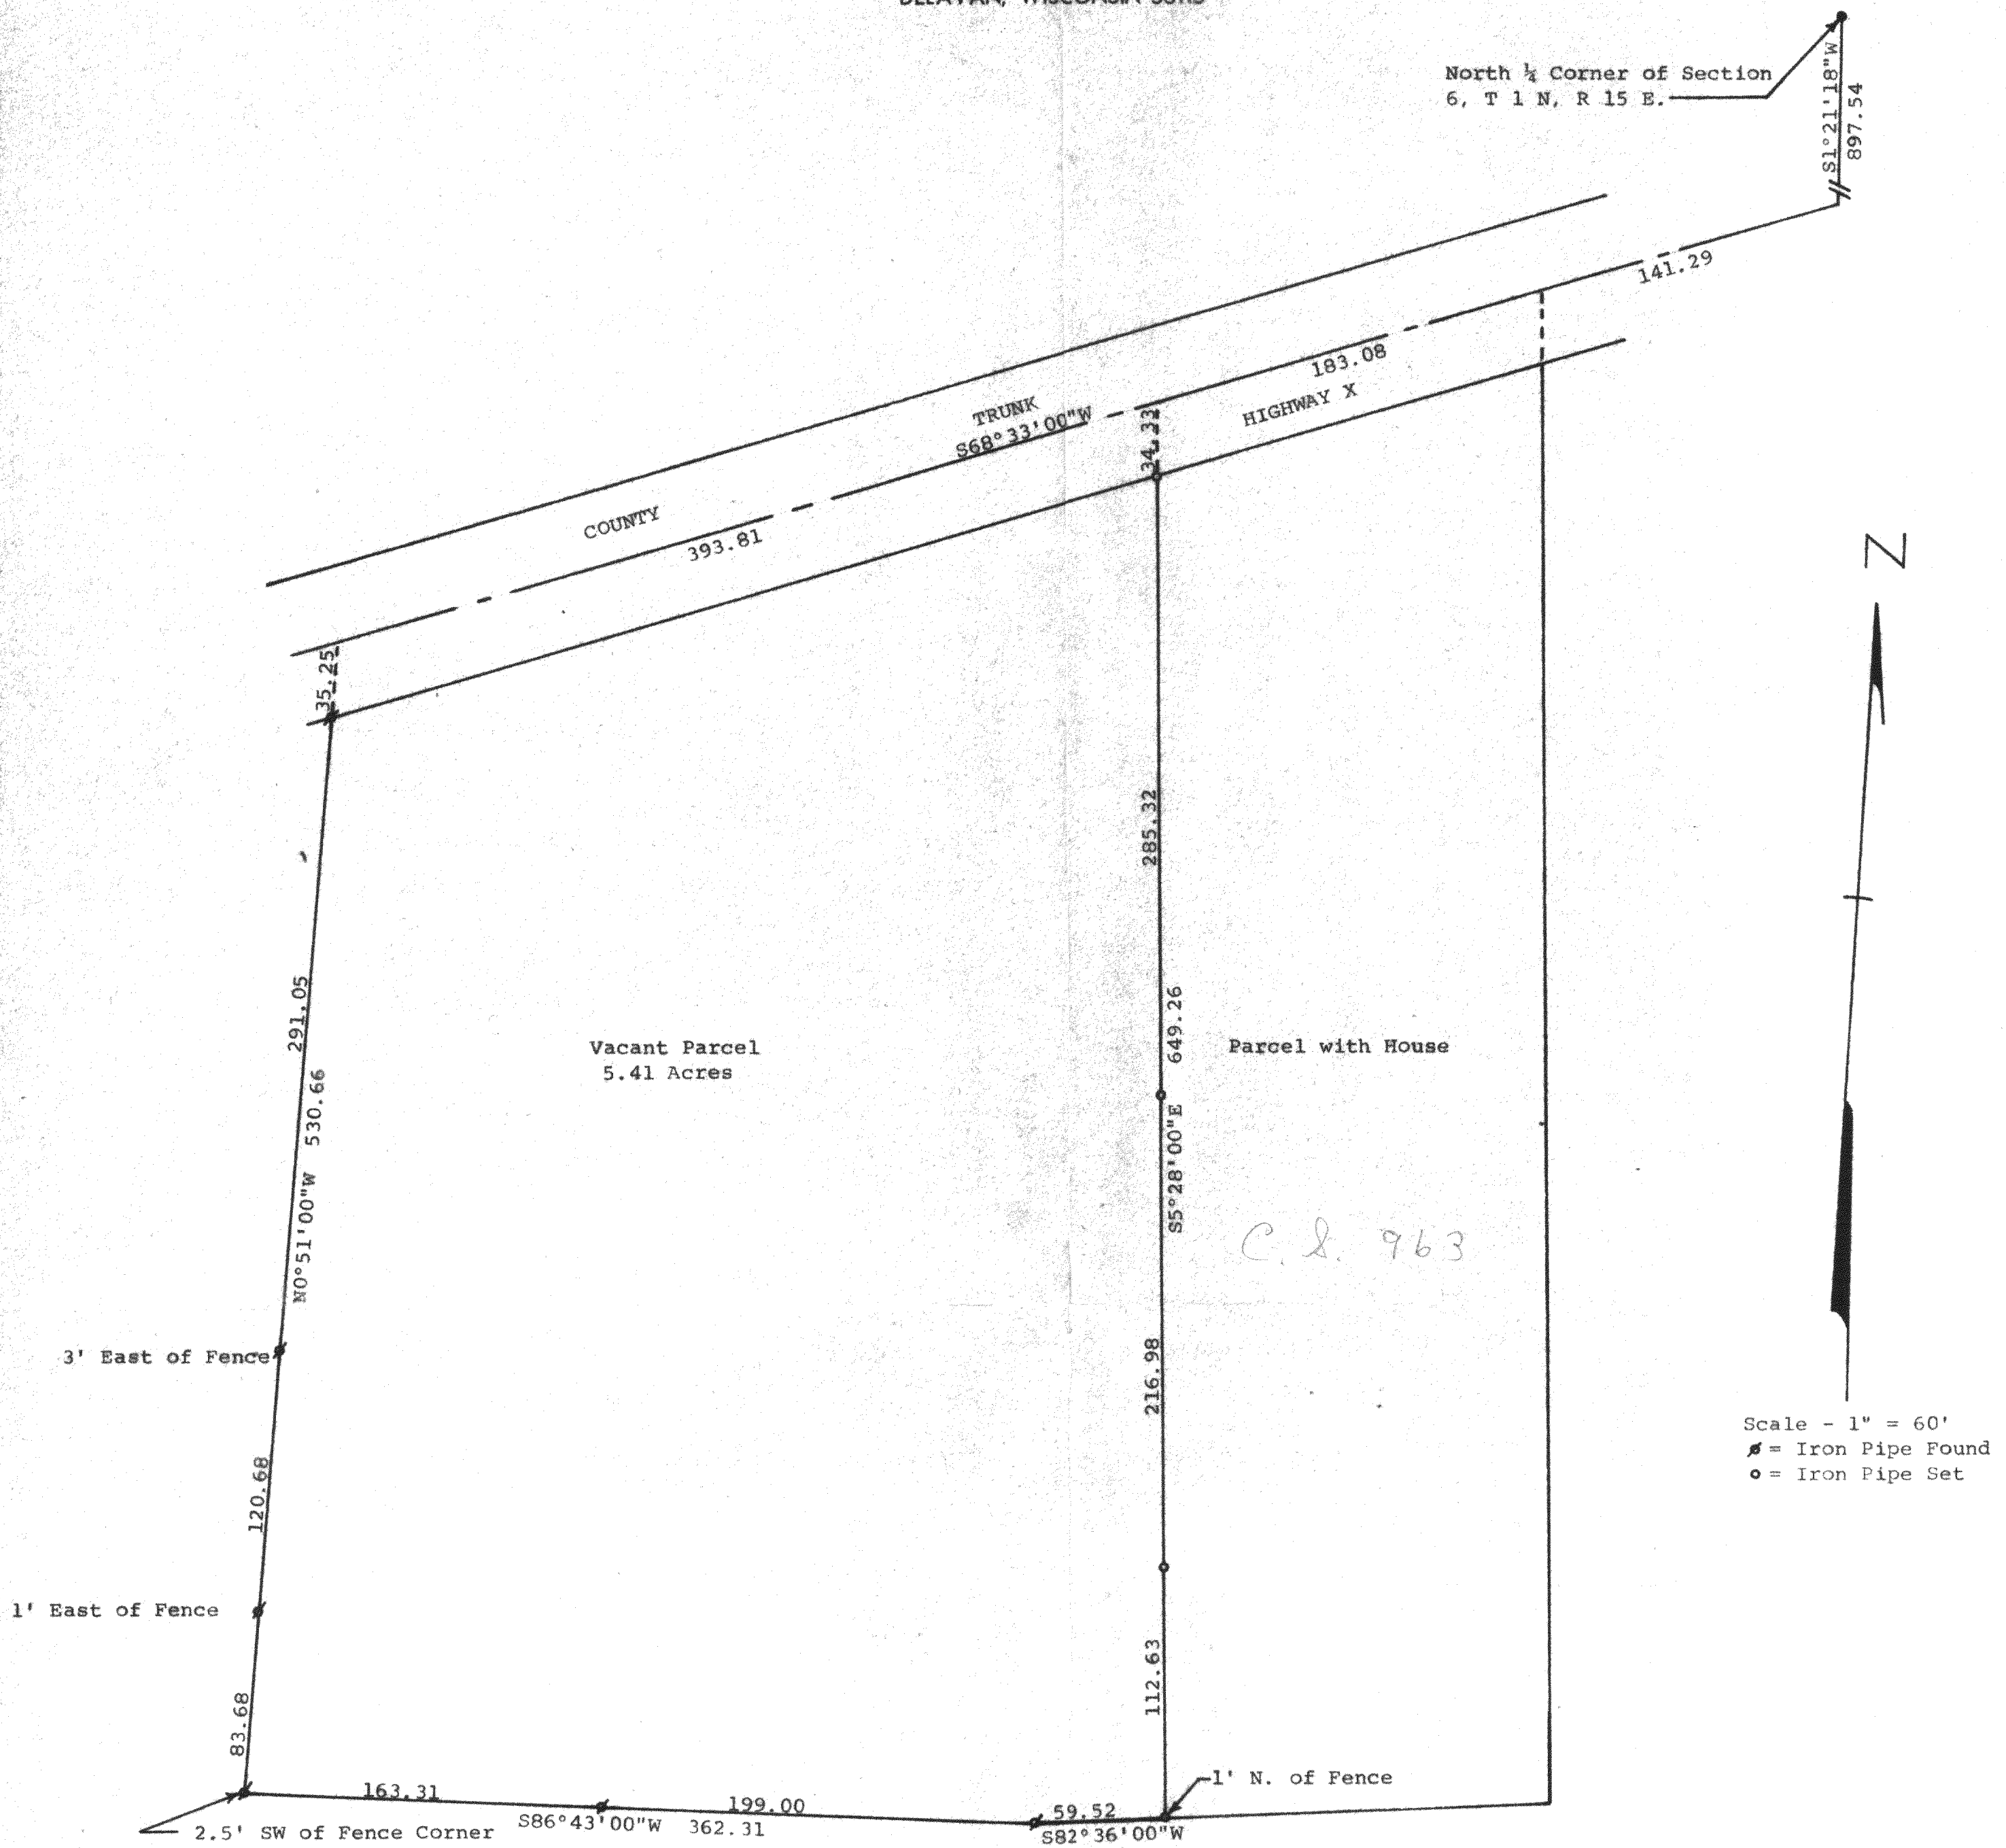 DELAVAN, WISCONSIN 53115
North ¼ Corner of Section
6, T 1 N, R 15 E.
S1°21'18"W
897.54
141.29
183.08
HIGHWAY X
TRUNK
S68°33'00"W
34.33
COUNTY
393.81
35.25
N
285.32
291.05
649.26
Vacant Parcel
5.41 Acres
Parcel with House
530.66
N0°51'00"W
S5°28'00"E
C. S. 963
3' East of Fence
216.98
Scale - 1" = 60'
= Iron Pipe Found
= Iron Pipe Set
120.68
1' East of Fence
112.63
83.68
1' N. of Fence
163.31
199.00
59.52
S86°43'00"W 362.31
S82°36'00"W
2.5' SW of Fence Corner